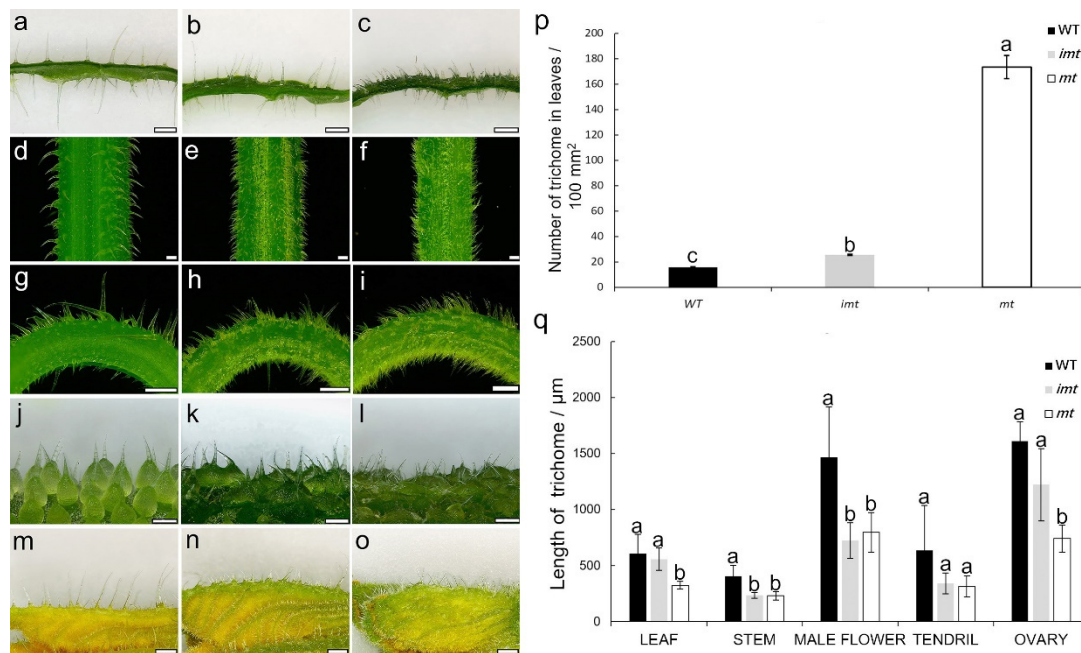 a
b
c
d
e
f
g
h
i
j
k
l
m
n
o
p
Number of trichome in leaves /
100 mm²
200
180
160
140
120
100
80
60
40
20
0
c
b
a
WT
imt
mt
WT
imt
mt
q
Length of trichome / μm
2500
2000
1500
1000
500
0
a a b
a b b
a b b
a a a
a a b
LEAF STEM MALE FLOWER TENDRIL OVARY
WT
imt
mt